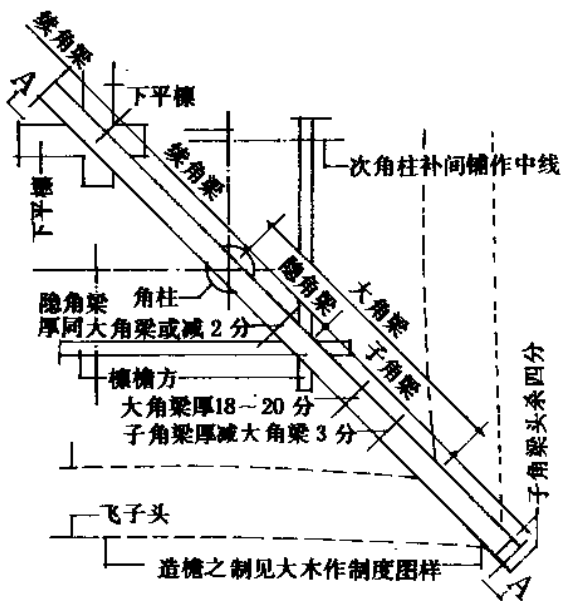 续角梁
A
下平槫
下平槫
续角梁
次角柱补间铺作中线
隐角梁
大角梁
子角梁
角柱
隐角梁
厚同大角梁或减2分
橑檐方
大角梁厚18～20分
子角梁厚减大角梁3分
子角梁头杀四分
飞子头
造檐之制见大木作制度图样
A